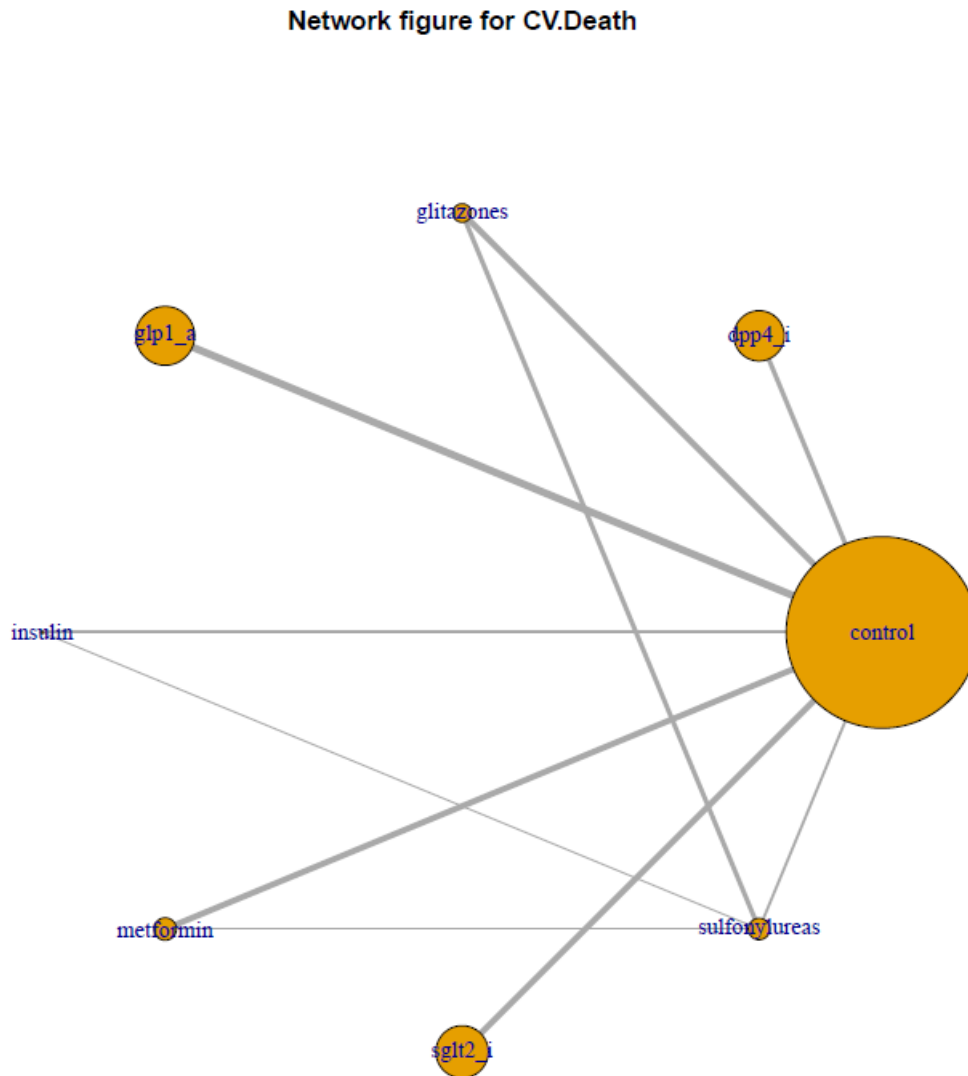 Network figure for CV.Death
glitazones
glp1_a
dpp4_i
insulin
control
metformin
sulfonylureas
sglt2_i